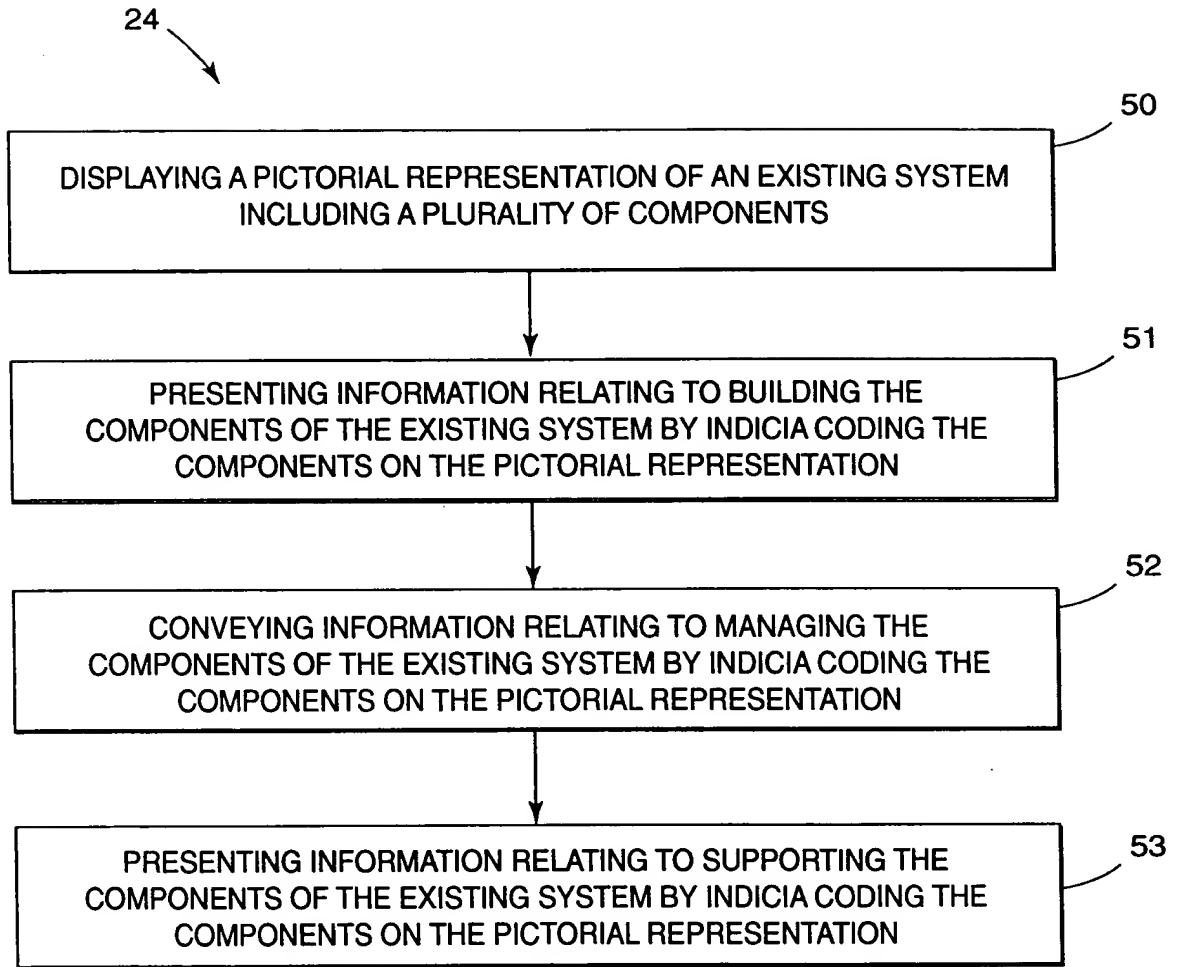 24
50
DISPLAYING A PICTORIAL REPRESENTATION OF AN EXISTING SYSTEM
INCLUDING A PLURALITY OF COMPONENTS
51
PRESENTING INFORMATION RELATING TO BUILDING THE
COMPONENTS OF THE EXISTING SYSTEM BY INDICIA CODING THE
COMPONENTS ON THE PICTORIAL REPRESENTATION
52
CONVEYING INFORMATION RELATING TO MANAGING THE
COMPONENTS OF THE EXISTING SYSTEM BY INDICIA CODING THE
COMPONENTS ON THE PICTORIAL REPRESENTATION
53
PRESENTING INFORMATION RELATING TO SUPPORTING THE
COMPONENTS OF THE EXISTING SYSTEM BY INDICIA CODING THE
COMPONENTS ON THE PICTORIAL REPRESENTATION